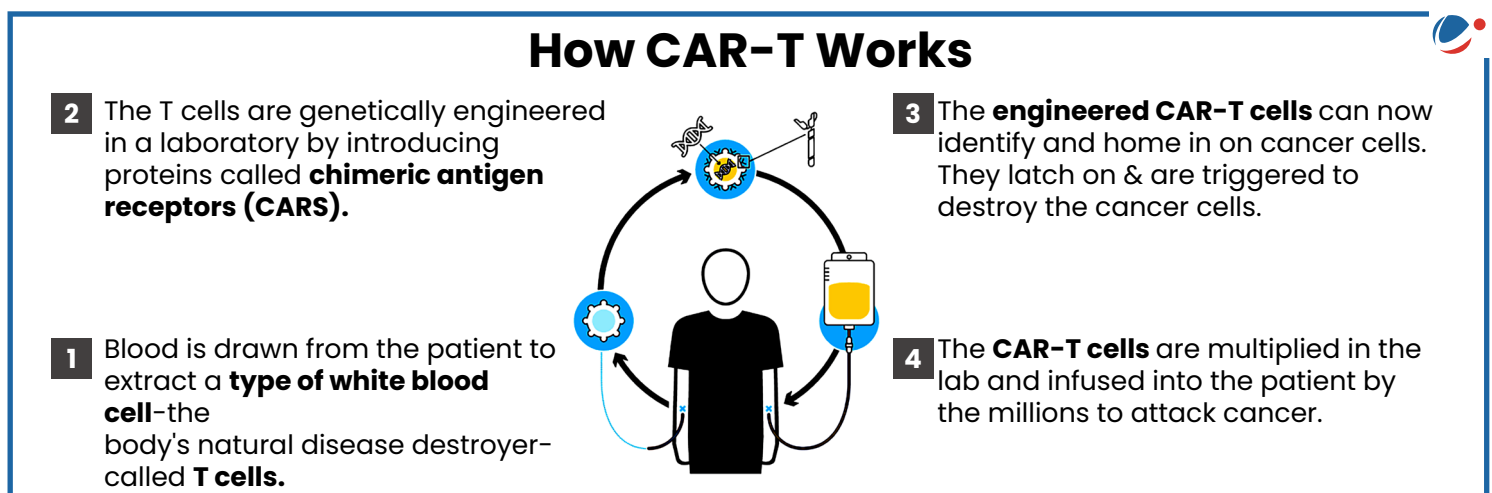 How CAR-T Works
1
Blood is drawn from the patient to
extract a type of white blood
cell-the
body's natural disease destroyer-
called T cells.
2
The T cells are genetically engineered
in a laboratory by introducing
proteins called chimeric antigen
receptors (CARS).
3
The engineered CAR-T cells can now
identify and home in on cancer cells.
They latch on & are triggered to
destroy the cancer cells.
4
The CAR-T cells are multiplied in the
lab and infused into the patient by
the millions to attack cancer.